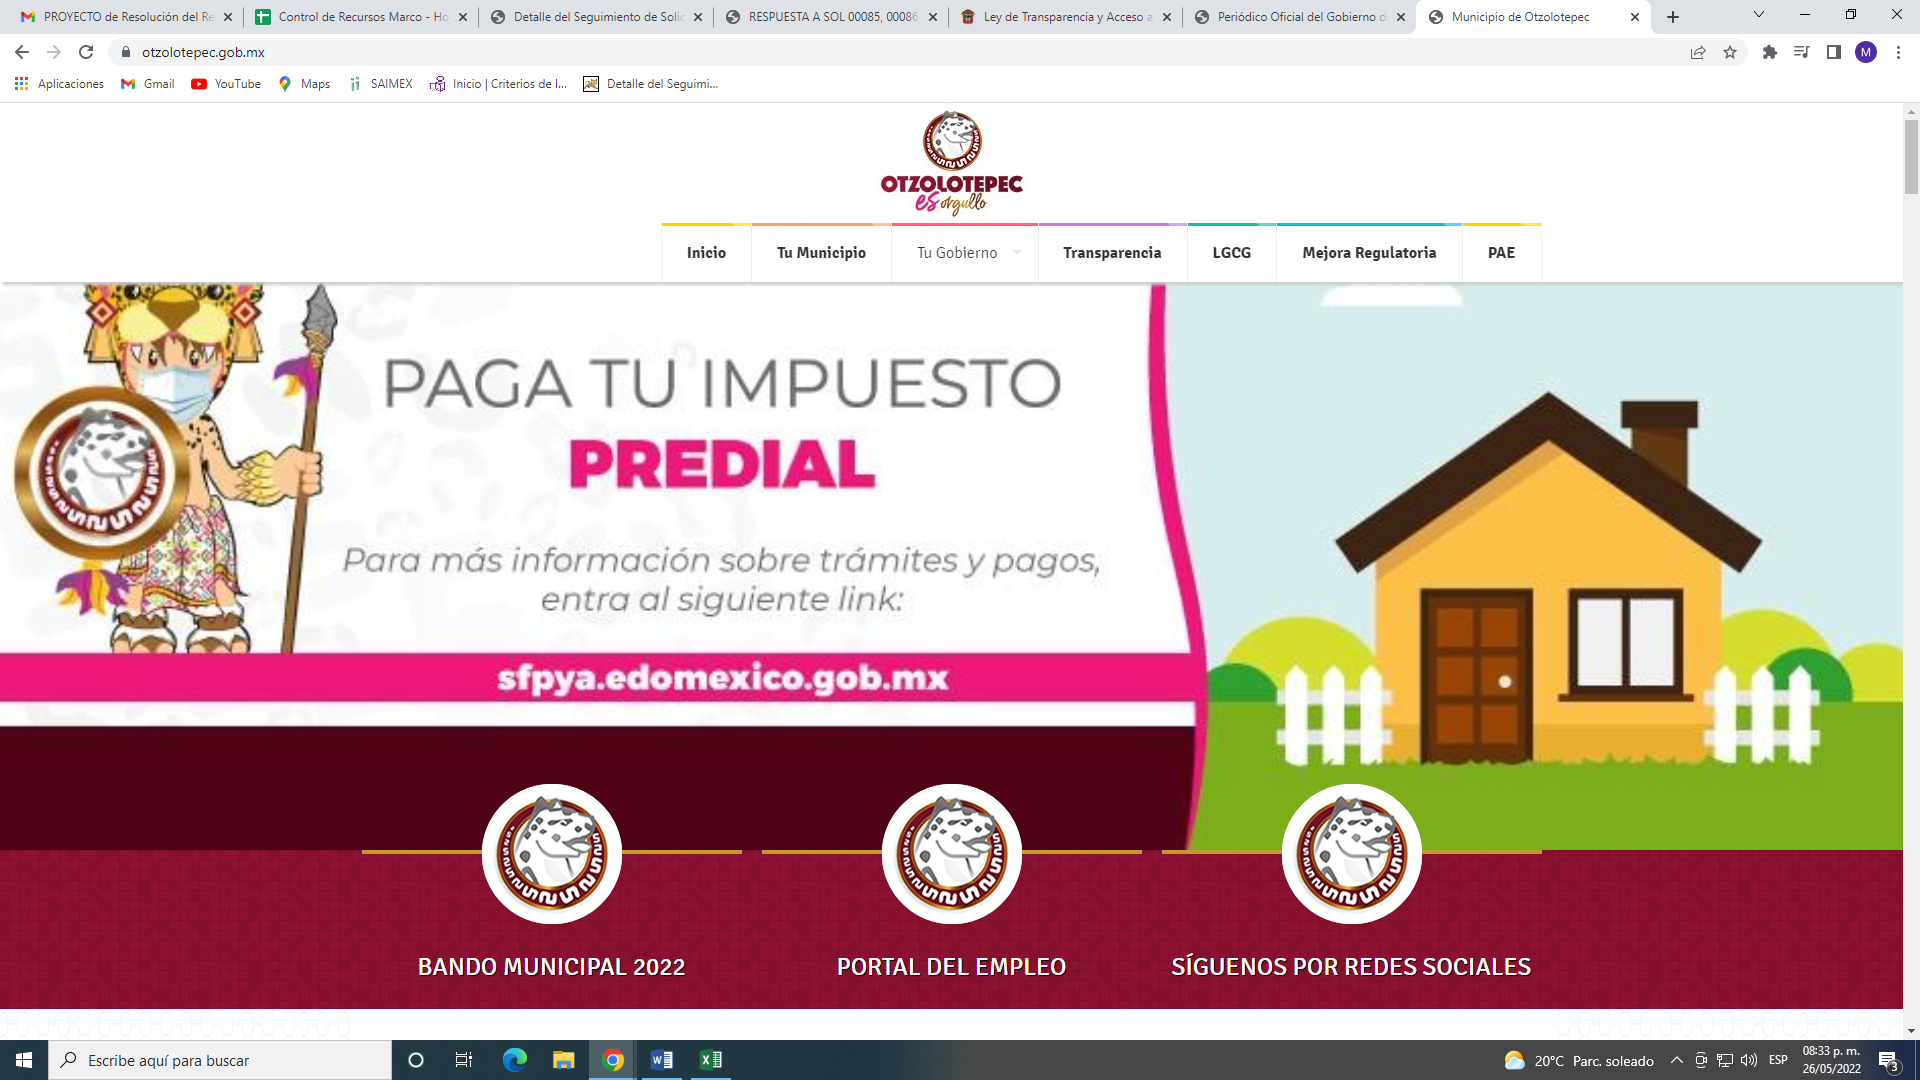 PROYECTO de Resolución del Re
Control de Recursos Marco - Ho
Detalle del Seguimiento de Solic
RESPUESTA A SOL 00085, 00086
Ley de Transparencia y Acceso a
Periódico Oficial del Gobierno d
Municipio de Otzolotepec
otzolotepec.gob.mx
M
Aplicaciones
Gmail
YouTube
Maps
SAIMEX
Inicio | Criterios de I...
Detalle del Seguimi...
OTZOLOTEPEC
es orgullo
Inicio
Tu Municipio
Tu Gobierno
Transparencia
LGCG
Mejora Regulatoria
PAE
PAGA TU IMPUESTO
PREDIAL
Para más información sobre trámites y pagos,
entra al siguiente link:
sfpya.edomexico.gob.mx
BANDO MUNICIPAL 2022
PORTAL DEL EMPLEO
SÍGUENOS POR REDES SOCIALES
Escribe aquí para buscar
20°C Parc. soleado
ESP
08:33 p. m.
26/05/2022
3